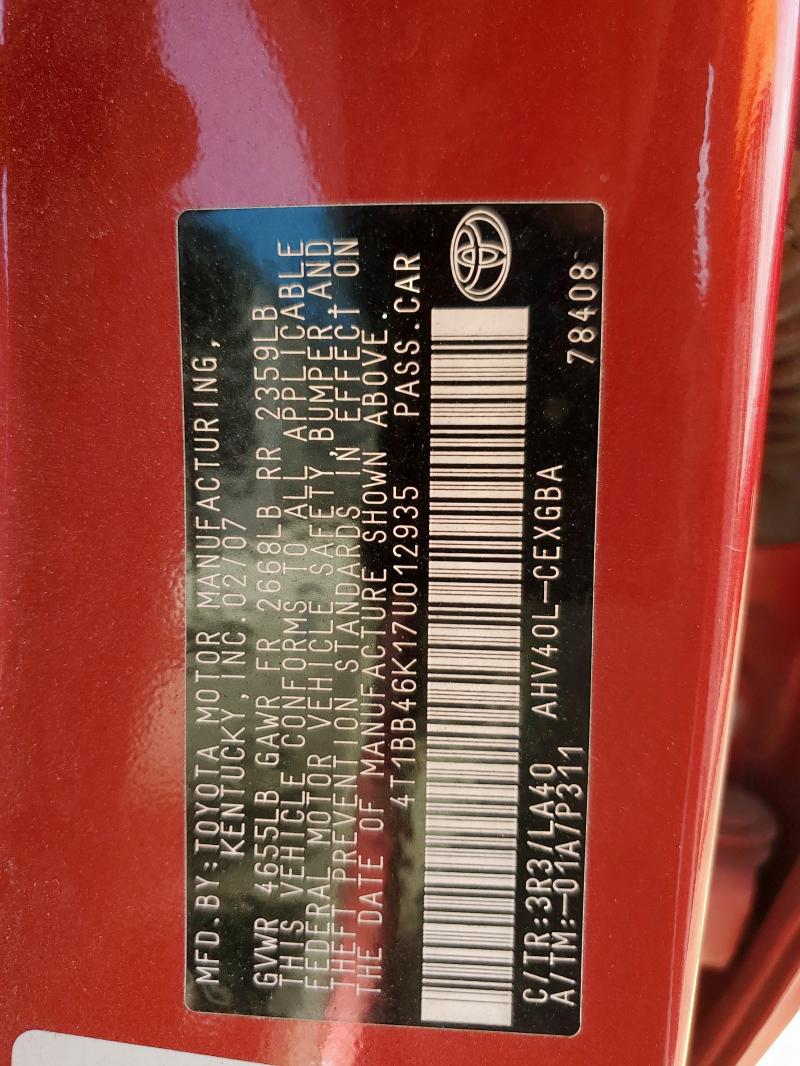 MFD.BY:TOYOTA MOTOR MANUFACTURING,
KENTUCKY, INC.02/07
GVWR 4655LB GAWR FR 2668LB RR 2359LB
THIS VEHICLE CONFORMS TO ALL APPLICABLE
FEDERAL MOTOR VEHICLE SAFETY,BUMPER,AND
THEFT PREVENTION STANDARDS IN EFFECT ON
THE DATE OF MANUFACTURE SHOWN ABOVE.
4T1BB46K17U012935 PASS.CAR
C/TR:3R3/LA40 AHV40L-CEXGBA
A/TM:-01A/P311 78408